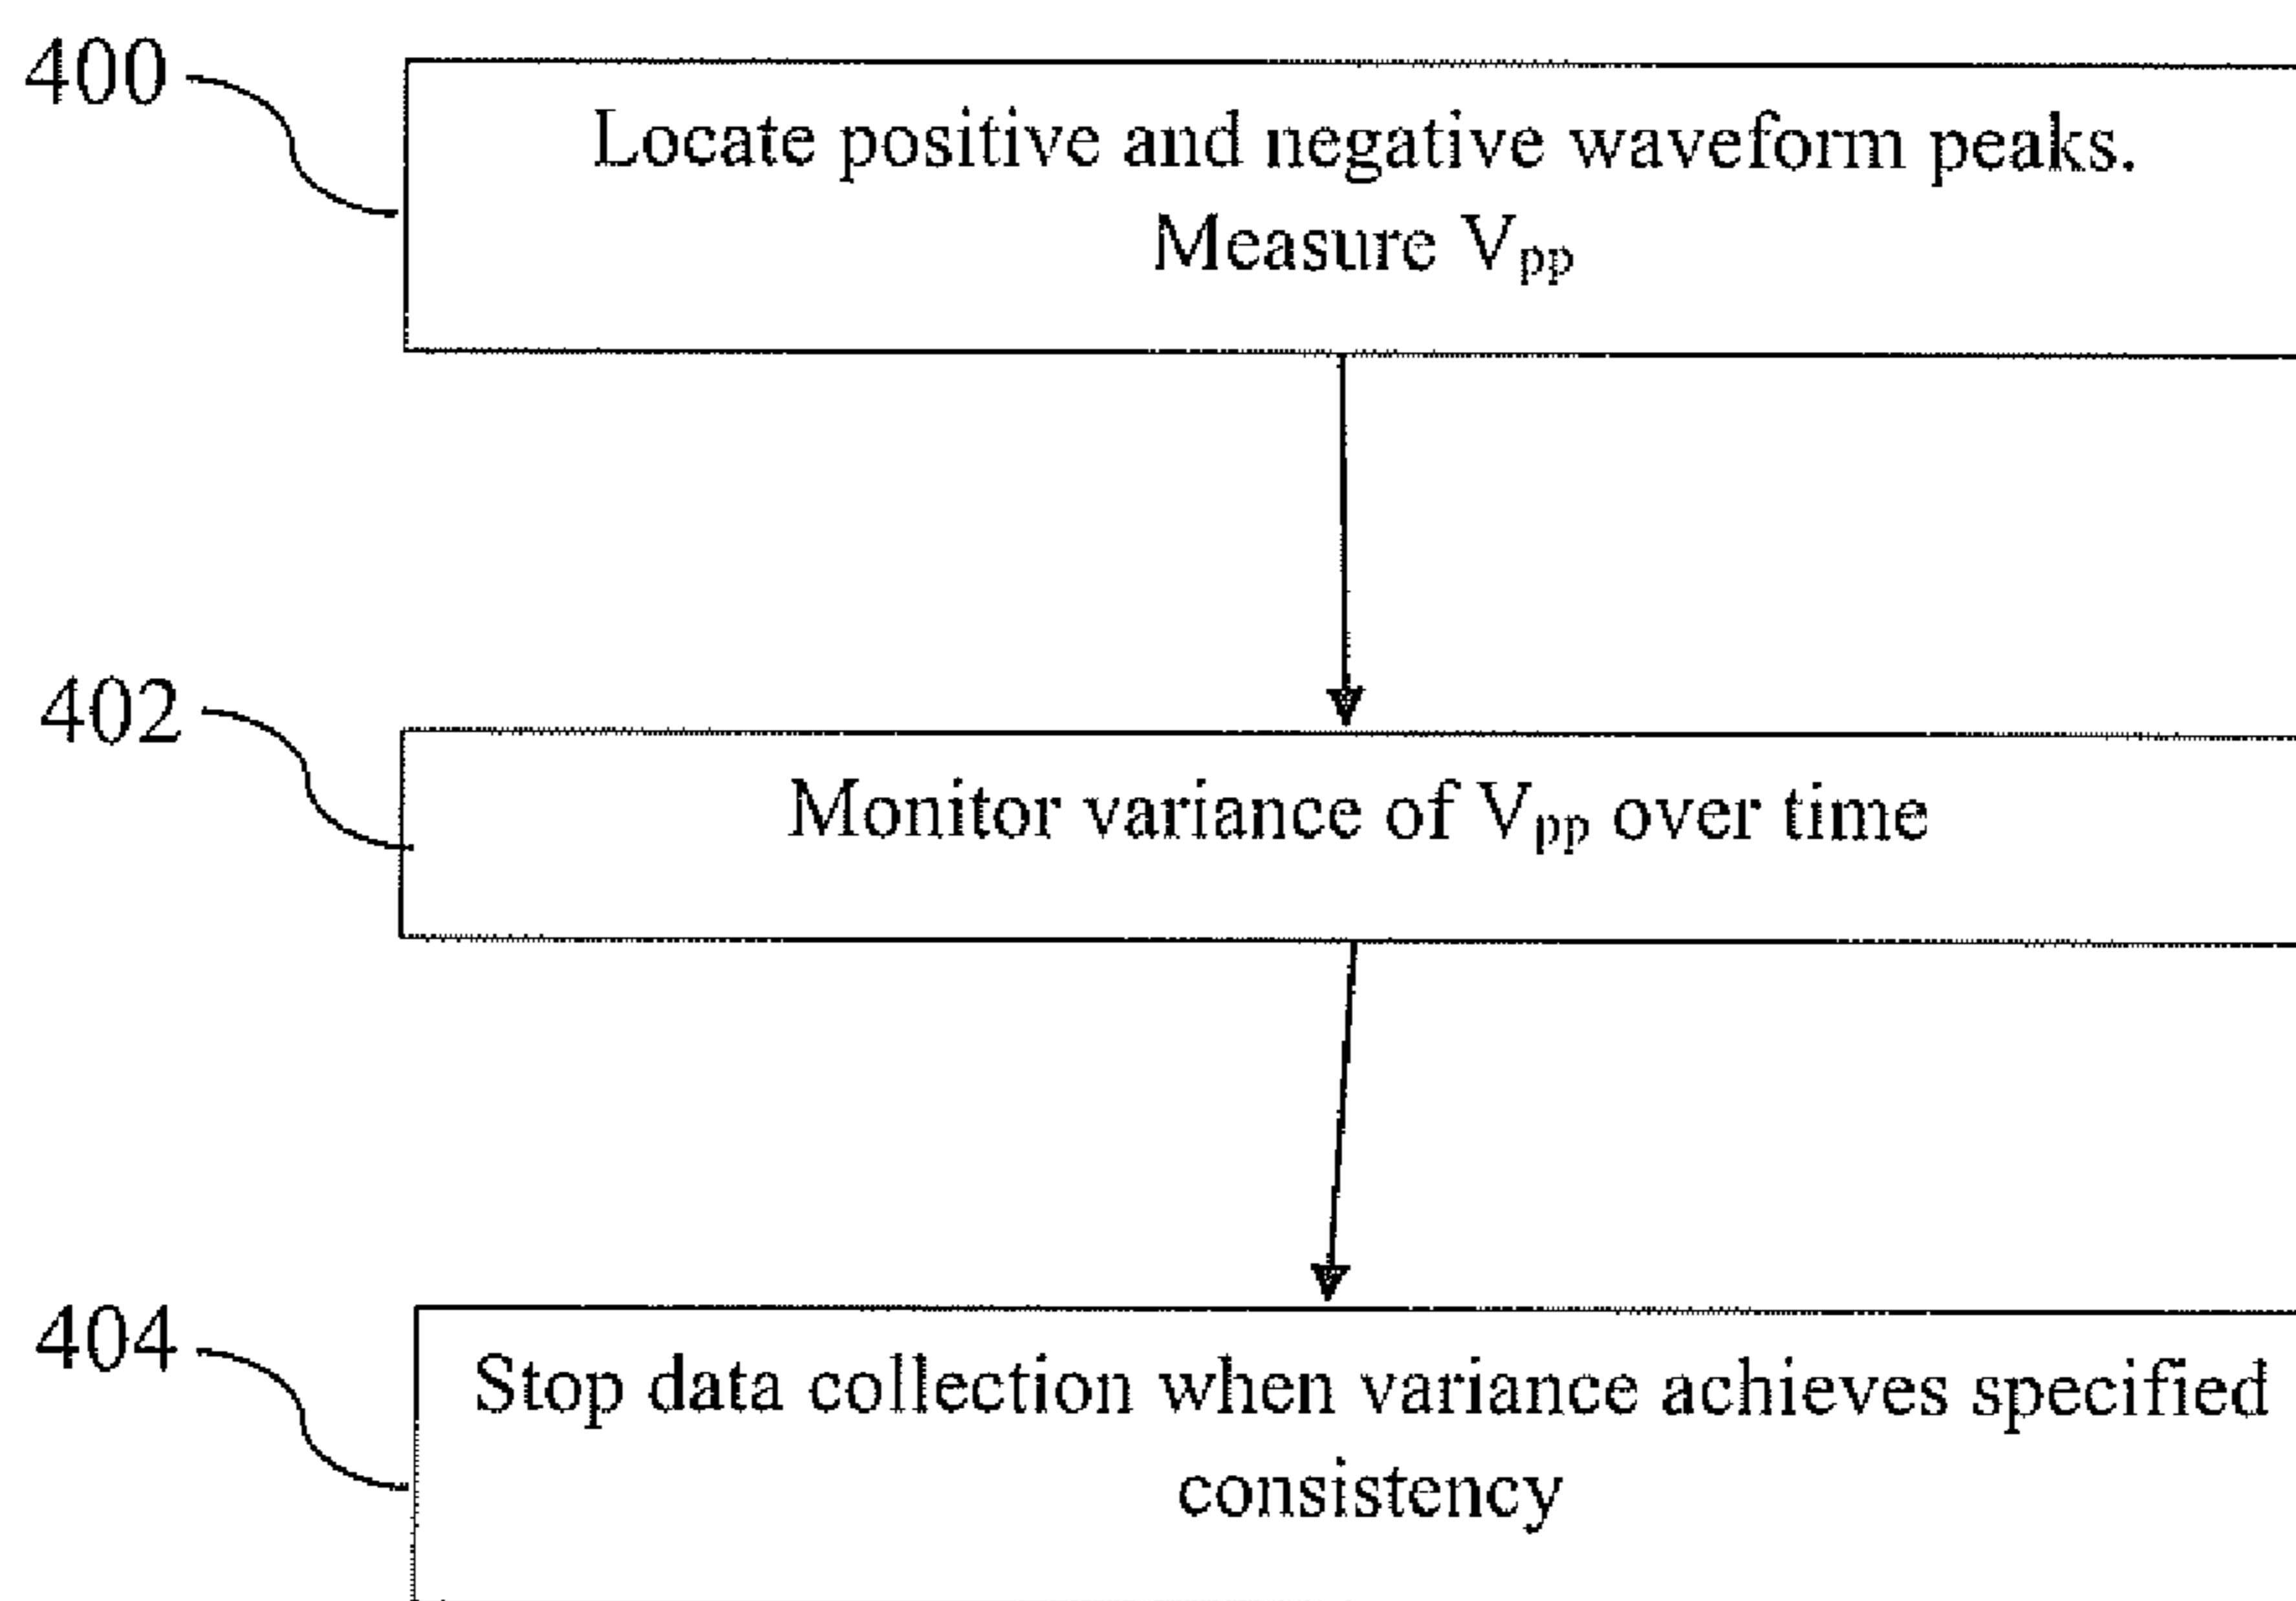 400
Locate positive and negative waveform peaks.
Measure Vpp
402
Monitor variance of Vpp over time
404
Stop data collection when variance achieves specified
consistency